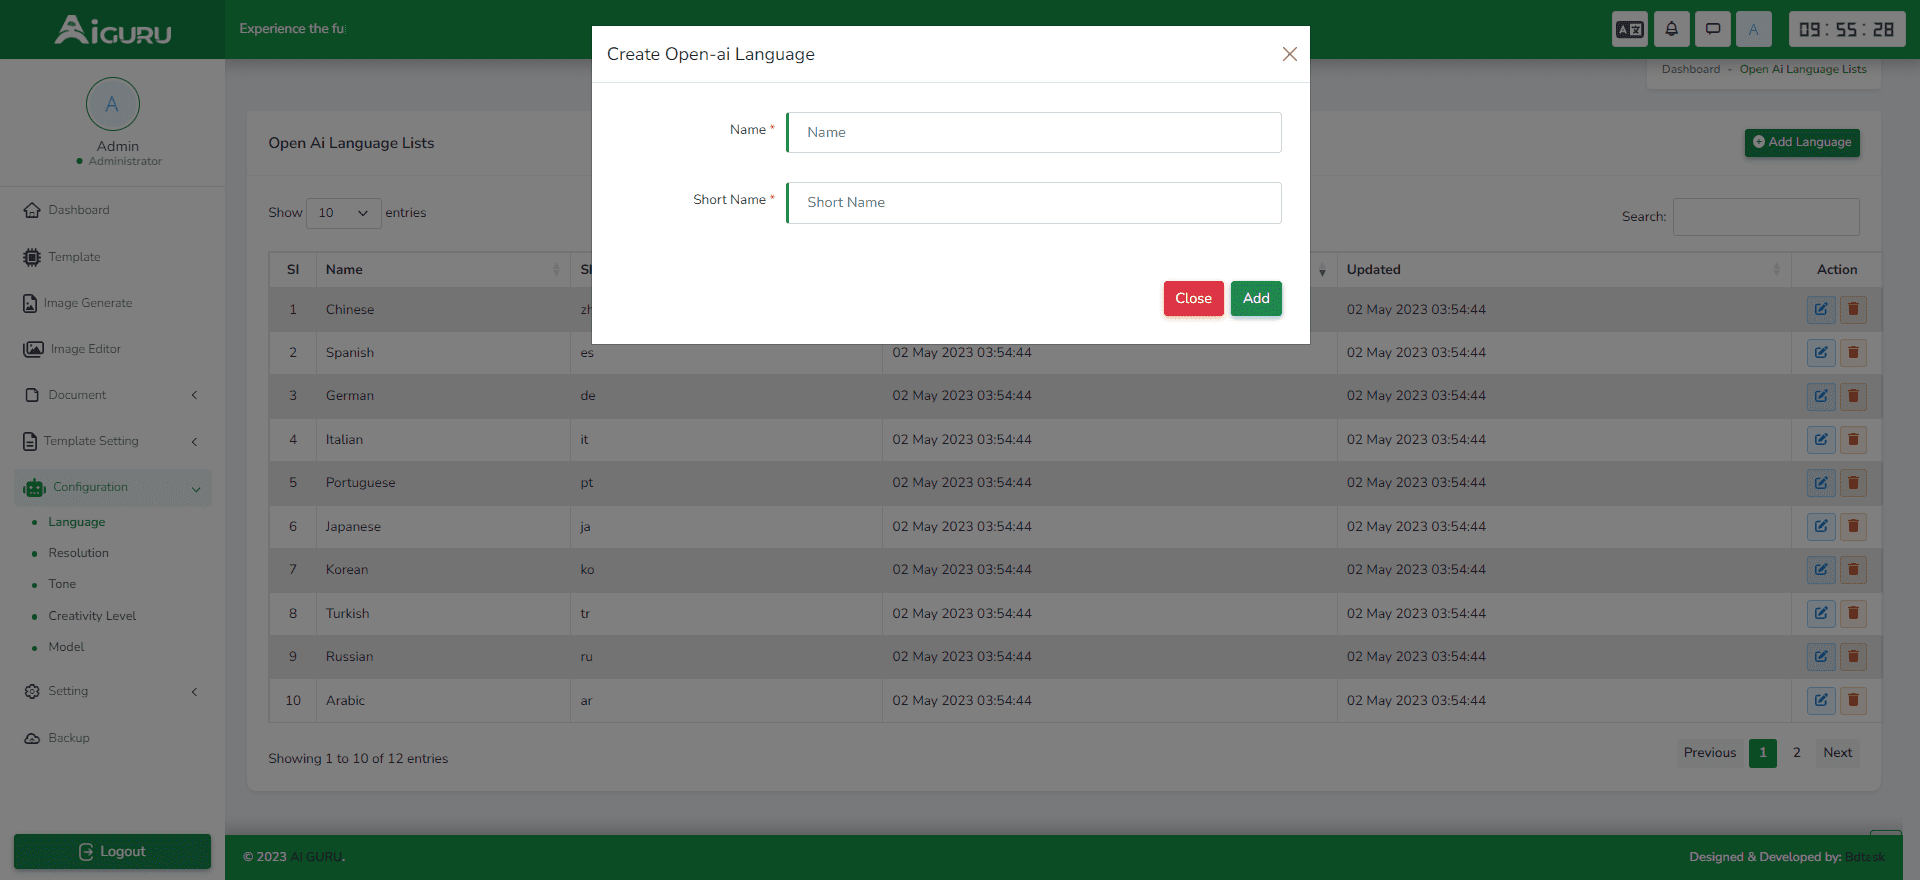 AiGURU
Experience the fu
A
09:55:28
Dashboard - Open Ai Language Lists
A
Admin
Administrator
Dashboard
Template
Image Generate
Image Editor
Document
Template Setting
Configuration
Language
Resolution
Tone
Creativity Level
Model
Setting
Backup
Logout
Create Open-ai Language
Name *
Name
Short Name *
Short Name
Close
Add
Open Ai Language Lists
Add Language
Show 10 entries
Search:
Sl Name Sh Updated Action
1 Chinese zh 02 May 2023 03:54:44
2 Spanish es 02 May 2023 03:54:44 02 May 2023 03:54:44
3 German de 02 May 2023 03:54:44 02 May 2023 03:54:44
4 Italian it 02 May 2023 03:54:44 02 May 2023 03:54:44
5 Portuguese pt 02 May 2023 03:54:44 02 May 2023 03:54:44
6 Japanese ja 02 May 2023 03:54:44 02 May 2023 03:54:44
7 Korean ko 02 May 2023 03:54:44 02 May 2023 03:54:44
8 Turkish tr 02 May 2023 03:54:44 02 May 2023 03:54:44
9 Russian ru 02 May 2023 03:54:44 02 May 2023 03:54:44
10 Arabic ar 02 May 2023 03:54:44 02 May 2023 03:54:44
Showing 1 to 10 of 12 entries
Previous 1 2 Next
© 2023 AI GURU.
Designed & Developed by: Bdtask